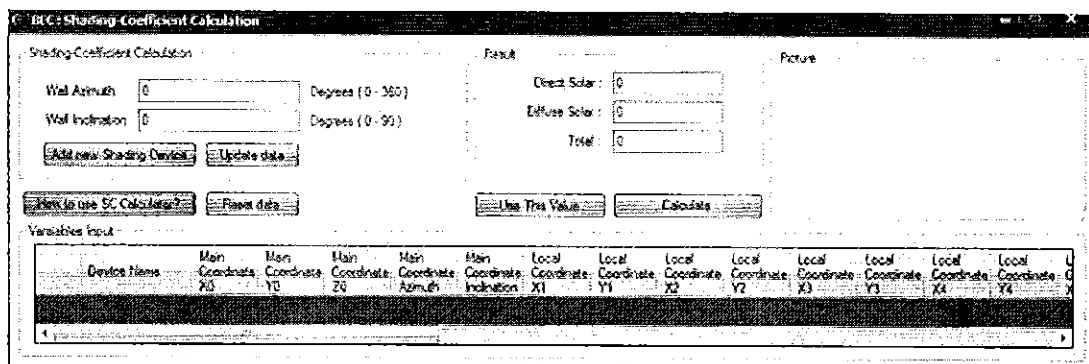 BEC : Shading-Coefficient Calculation
Shading-Coefficient Calculation
Wall Azimuth 0 Degrees ( 0 - 360 )
Wall Inclination 0 Degrees ( 0 - 90 )
Add new Shading Device Update data
How to use SC Calculator? Reset data
Result
Direct Solar : 0
Diffuse Solar : 0
Total : 0
Use This Value Calculate
Picture
Variables Input
Device Name Main Coordinate X0 Main Coordinate Y0 Main Coordinate Z0 Main Coordinate Azimuth Main Coordinate Inclination Local Coordinate X1 Local Coordinate Y1 Local Coordinate X2 Local Coordinate Y2 Local Coordinate X3 Local Coordinate Y3 Local Coordinate X4 Local Coordinate Y4